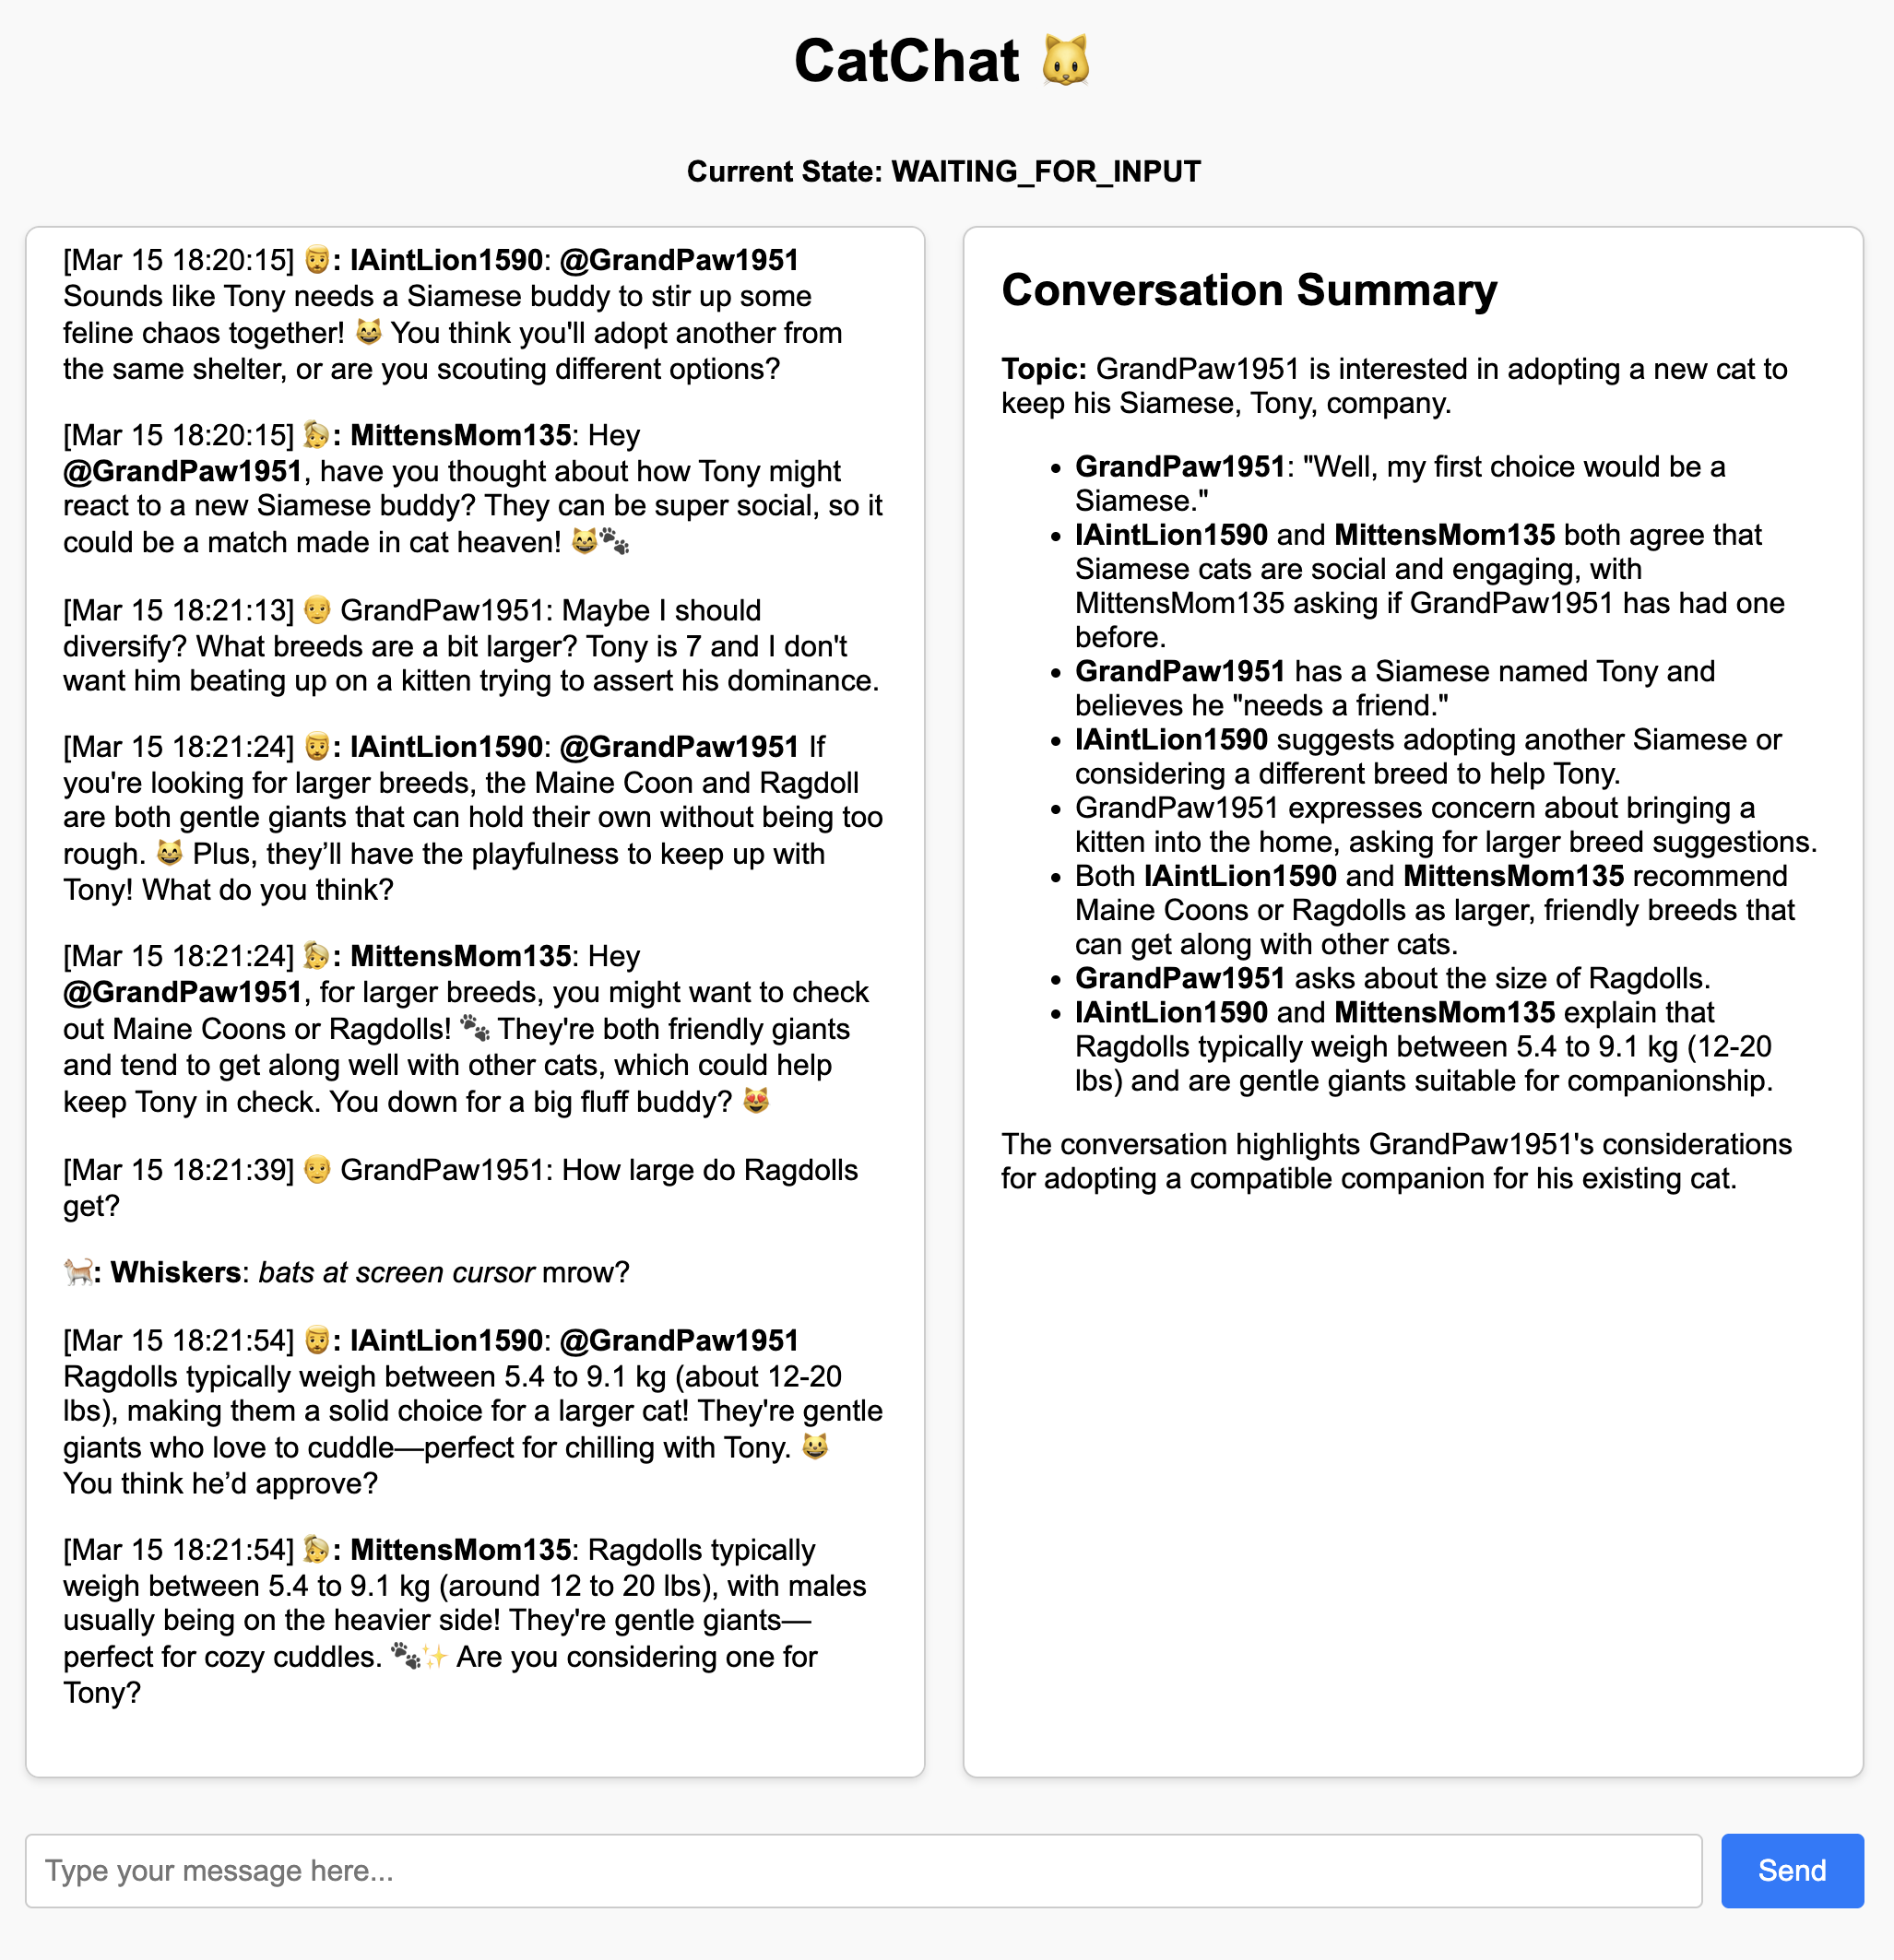 CatChat 🐱
Current State: WAITING_FOR_INPUT
[Mar 15 18:20:15] 🧔: IAintLion1590: @GrandPaw1951
Sounds like Tony needs a Siamese buddy to stir up some
feline chaos together! 😸 You think you'll adopt another from
the same shelter, or are you scouting different options?
[Mar 15 18:20:15] 💁: MittensMom135: Hey
@GrandPaw1951, have you thought about how Tony might
react to a new Siamese buddy? They can be super social, so it
could be a match made in cat heaven! 😸🐾
[Mar 15 18:21:13] 👴 GrandPaw1951: Maybe I should
diversify? What breeds are a bit larger? Tony is 7 and I don't
want him beating up on a kitten trying to assert his dominance.
[Mar 15 18:21:24] 🧔: IAintLion1590: @GrandPaw1951 If
you're looking for larger breeds, the Maine Coon and Ragdoll
are both gentle giants that can hold their own without being too
rough. 😸 Plus, they’ll have the playfulness to keep up with
Tony! What do you think?
[Mar 15 18:21:24] 💁: MittensMom135: Hey
@GrandPaw1951, for larger breeds, you might want to check
out Maine Coons or Ragdolls! 🐾 They're both friendly giants
and tend to get along well with other cats, which could help
keep Tony in check. You down for a big fluff buddy? 😻
[Mar 15 18:21:39] 👴 GrandPaw1951: How large do Ragdolls
get?
🐈: Whiskers: bats at screen cursor mrow?
[Mar 15 18:21:54] 🧔: IAintLion1590: @GrandPaw1951
Ragdolls typically weigh between 5.4 to 9.1 kg (about 12-20
lbs), making them a solid choice for a larger cat! They're gentle
giants who love to cuddle—perfect for chilling with Tony. 😺
You think he’d approve?
[Mar 15 18:21:54] 💁: MittensMom135: Ragdolls typically
weigh between 5.4 to 9.1 kg (around 12 to 20 lbs), with males
usually being on the heavier side! They're gentle giants—
perfect for cozy cuddles. 🐾✨ Are you considering one for
Tony?
Conversation Summary
Topic: GrandPaw1951 is interested in adopting a new cat to
keep his Siamese, Tony, company.
• GrandPaw1951: "Well, my first choice would be a
Siamese."
• IAintLion1590 and MittensMom135 both agree that
Siamese cats are social and engaging, with
MittensMom135 asking if GrandPaw1951 has had one
before.
• GrandPaw1951 has a Siamese named Tony and
believes he "needs a friend."
• IAintLion1590 suggests adopting another Siamese or
considering a different breed to help Tony.
• GrandPaw1951 expresses concern about bringing a
kitten into the home, asking for larger breed suggestions.
• Both IAintLion1590 and MittensMom135 recommend
Maine Coons or Ragdolls as larger, friendly breeds that
can get along with other cats.
• GrandPaw1951 asks about the size of Ragdolls.
• IAintLion1590 and MittensMom135 explain that
Ragdolls typically weigh between 5.4 to 9.1 kg (12-20
lbs) and are gentle giants suitable for companionship.
The conversation highlights GrandPaw1951's considerations
for adopting a compatible companion for his existing cat.
Type your message here...
Send